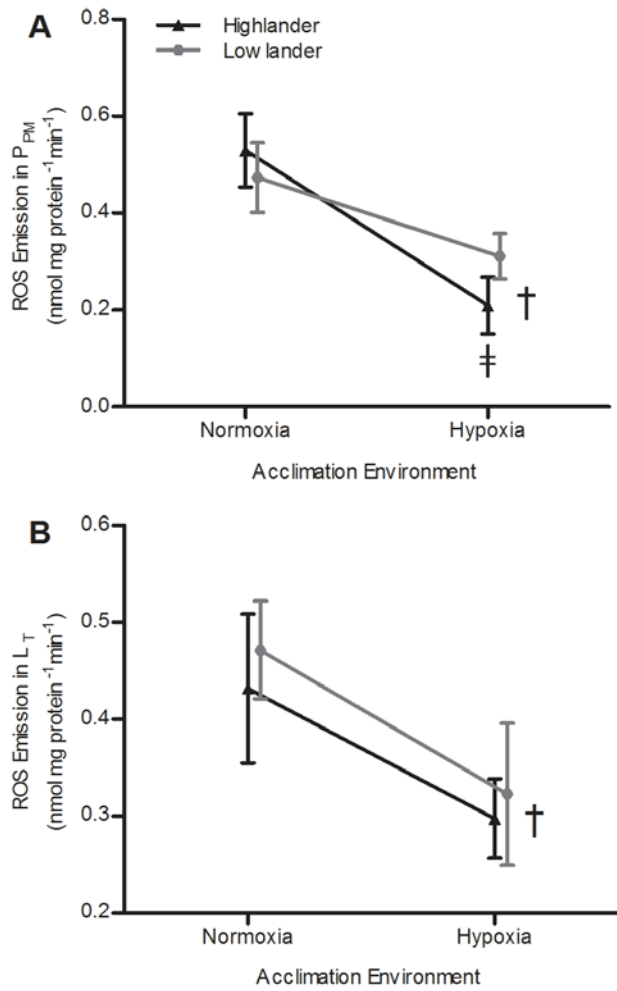 A
Highlander
Low lander
ROS Emission in P_PM
(nmol mg protein⁻¹min⁻¹)
0.8
0.6
0.4
0.2
0.0
†
‡
Normoxia Hypoxia
Acclimation Environment
B
ROS Emission in L_T
(nmol mg protein⁻¹min⁻¹)
0.6
0.5
0.4
0.3
0.2
†
Normoxia Hypoxia
Acclimation Environment